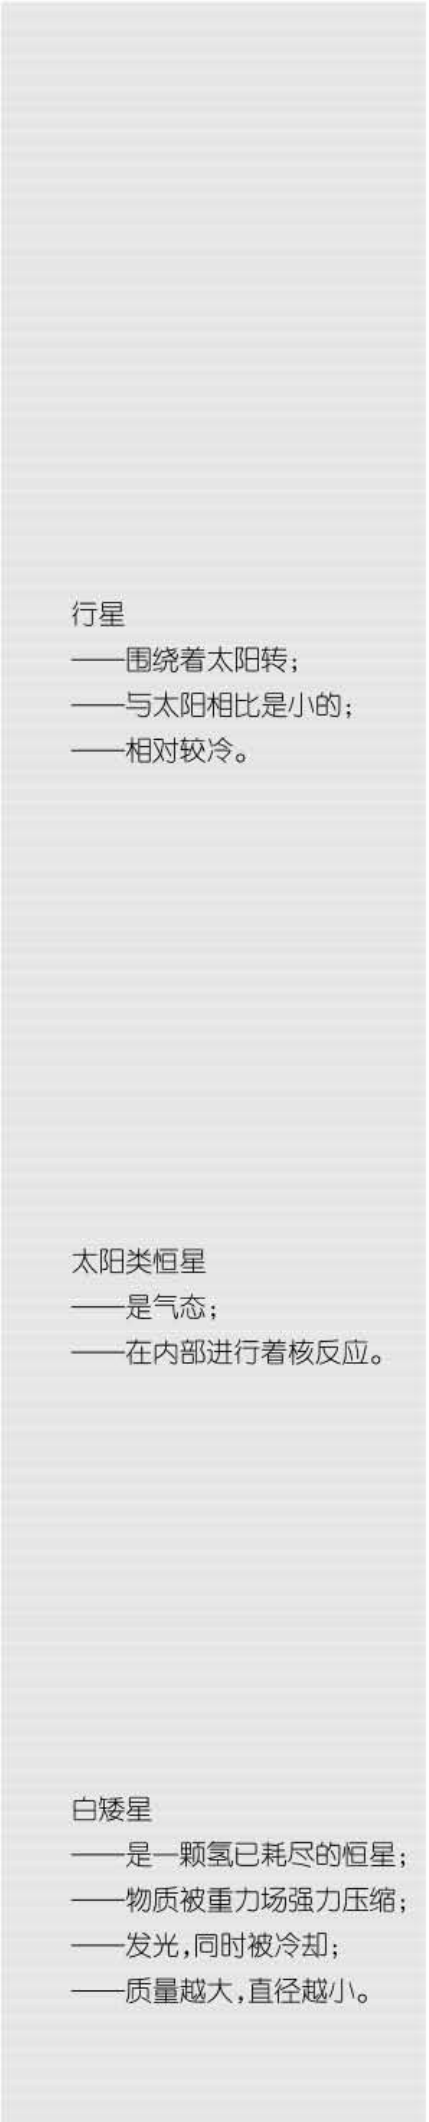 行星
——围绕着太阳转；
——与太阳相比是小的；
——相对较冷。
太阳类恒星
——是气态；
——在内部进行着核反应。
白矮星
——是一颗氢已耗尽的恒星；
——物质被重力场强力压缩；
——发光，同时被冷却；
——质量越大，直径越小。